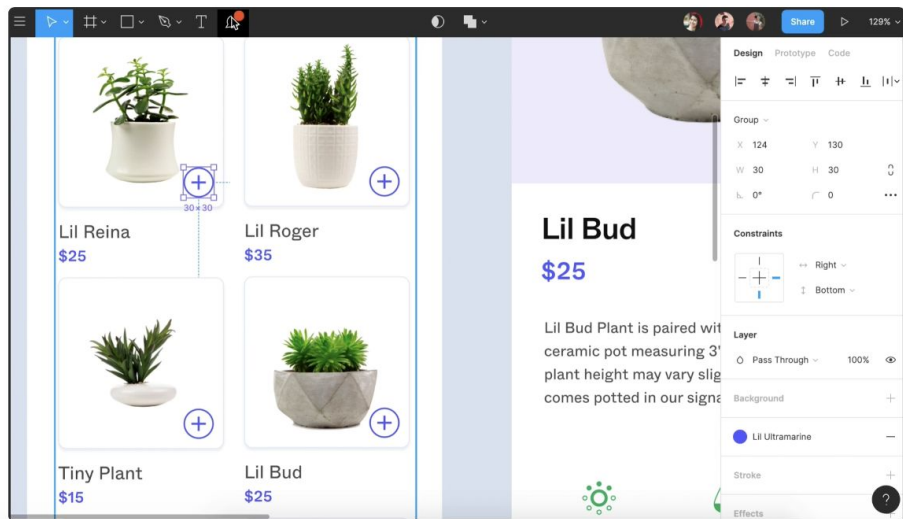 T
Share
129%
Design Prototype Code
Group
X 124 Y 130
W 30 H 30
0° 0
Constraints
Right
Bottom
Layer
Pass Through 100%
Background
Lil Ultramarine
Stroke
Effects
?
30×30
Lil Reina
$25
Lil Roger
$35
Tiny Plant
$15
Lil Bud
$25
Lil Bud
$25
Lil Bud Plant is paired wit
ceramic pot measuring 3"
plant height may vary slig
comes potted in our signa